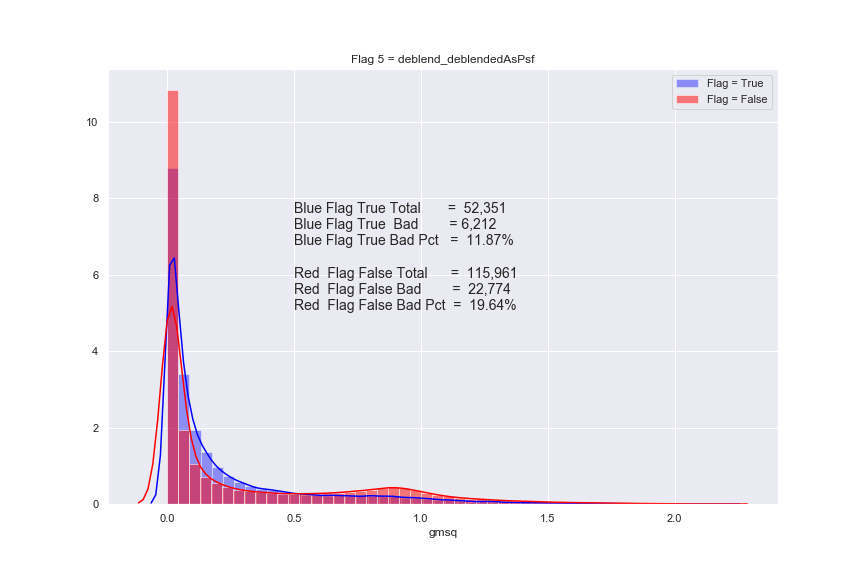 Flag 5 = deblend_deblendedAsPsf
Flag = True
Flag = False
10
8
6
4
2
0
Blue Flag True Total = 52,351
Blue Flag True Bad = 6,212
Blue Flag True Bad Pct = 11.87%
Red Flag False Total = 115,961
Red Flag False Bad = 22,774
Red Flag False Bad Pct = 19.64%
0.0 0.5 1.0 1.5 2.0
gmsq